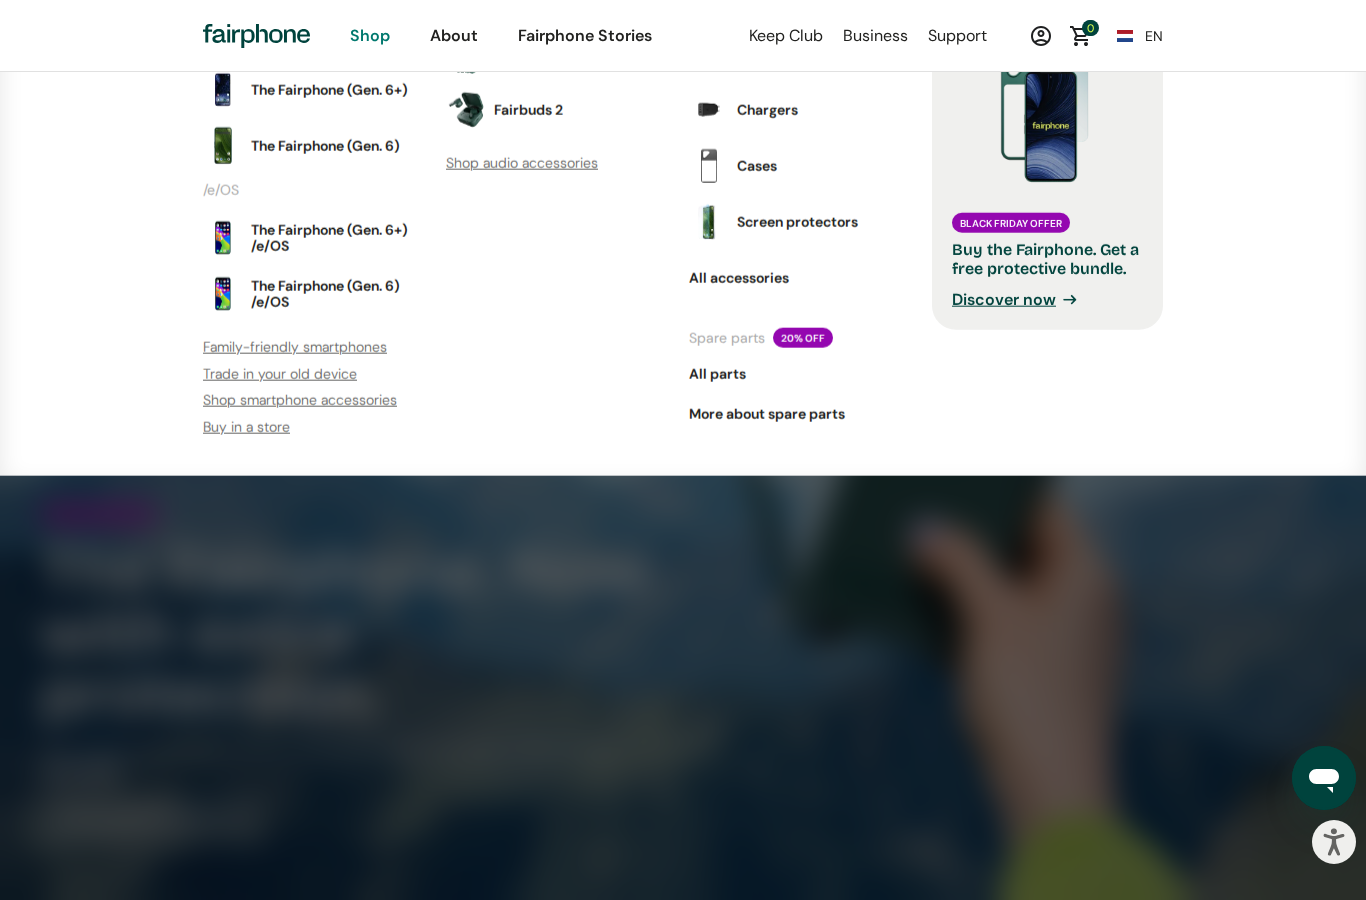 fairphone
Shop
About
Fairphone Stories
Keep Club
Business
Support
0
EN
The Fairphone (Gen. 6+)
The Fairphone (Gen. 6)
/e/OS
The Fairphone (Gen. 6+)
/e/OS
The Fairphone (Gen. 6)
/e/OS
Family-friendly smartphones
Trade in your old device
Shop smartphone accessories
Buy in a store
Fairbuds 2
Shop audio accessories
Chargers
Cases
Screen protectors
All accessories
Spare parts
20% OFF
All parts
More about spare parts
fairphone
BLACK FRIDAY OFFER
Buy the Fairphone. Get a
free protective bundle.
Discover now